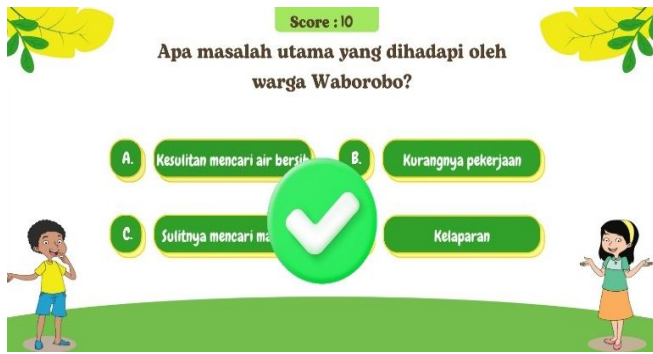 Score : 10
Apa masalah utama yang dihadapi oleh
warga Waborobo?
A. Kesulitan mencari air bersih
B. Kurangnya pekerjaan
C. Sulitnya mencari
Kelaparan